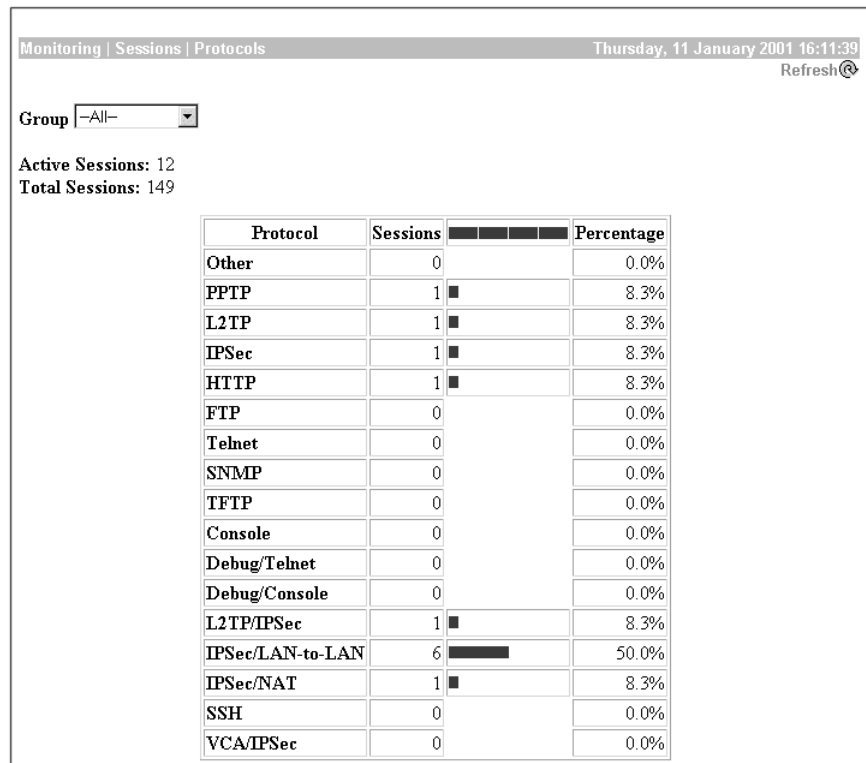 Monitoring | Sessions | Protocols Thursday, 11 January 2001 16:11:39
Refresh
Group --All--
Active Sessions: 12
Total Sessions: 149
Protocol Sessions Percentage
Other 0 0.0%
PPTP 1 8.3%
L2TP 1 8.3%
IPSec 1 8.3%
HTTP 1 8.3%
FTP 0 0.0%
Telnet 0 0.0%
SNMP 0 0.0%
TFTP 0 0.0%
Console 0 0.0%
Debug/Telnet 0 0.0%
Debug/Console 0 0.0%
L2TP/IPSec 1 8.3%
IPSec/LAN-to-LAN 6 50.0%
IPSec/NAT 1 8.3%
SSH 0 0.0%
VCA/IPSec 0 0.0%